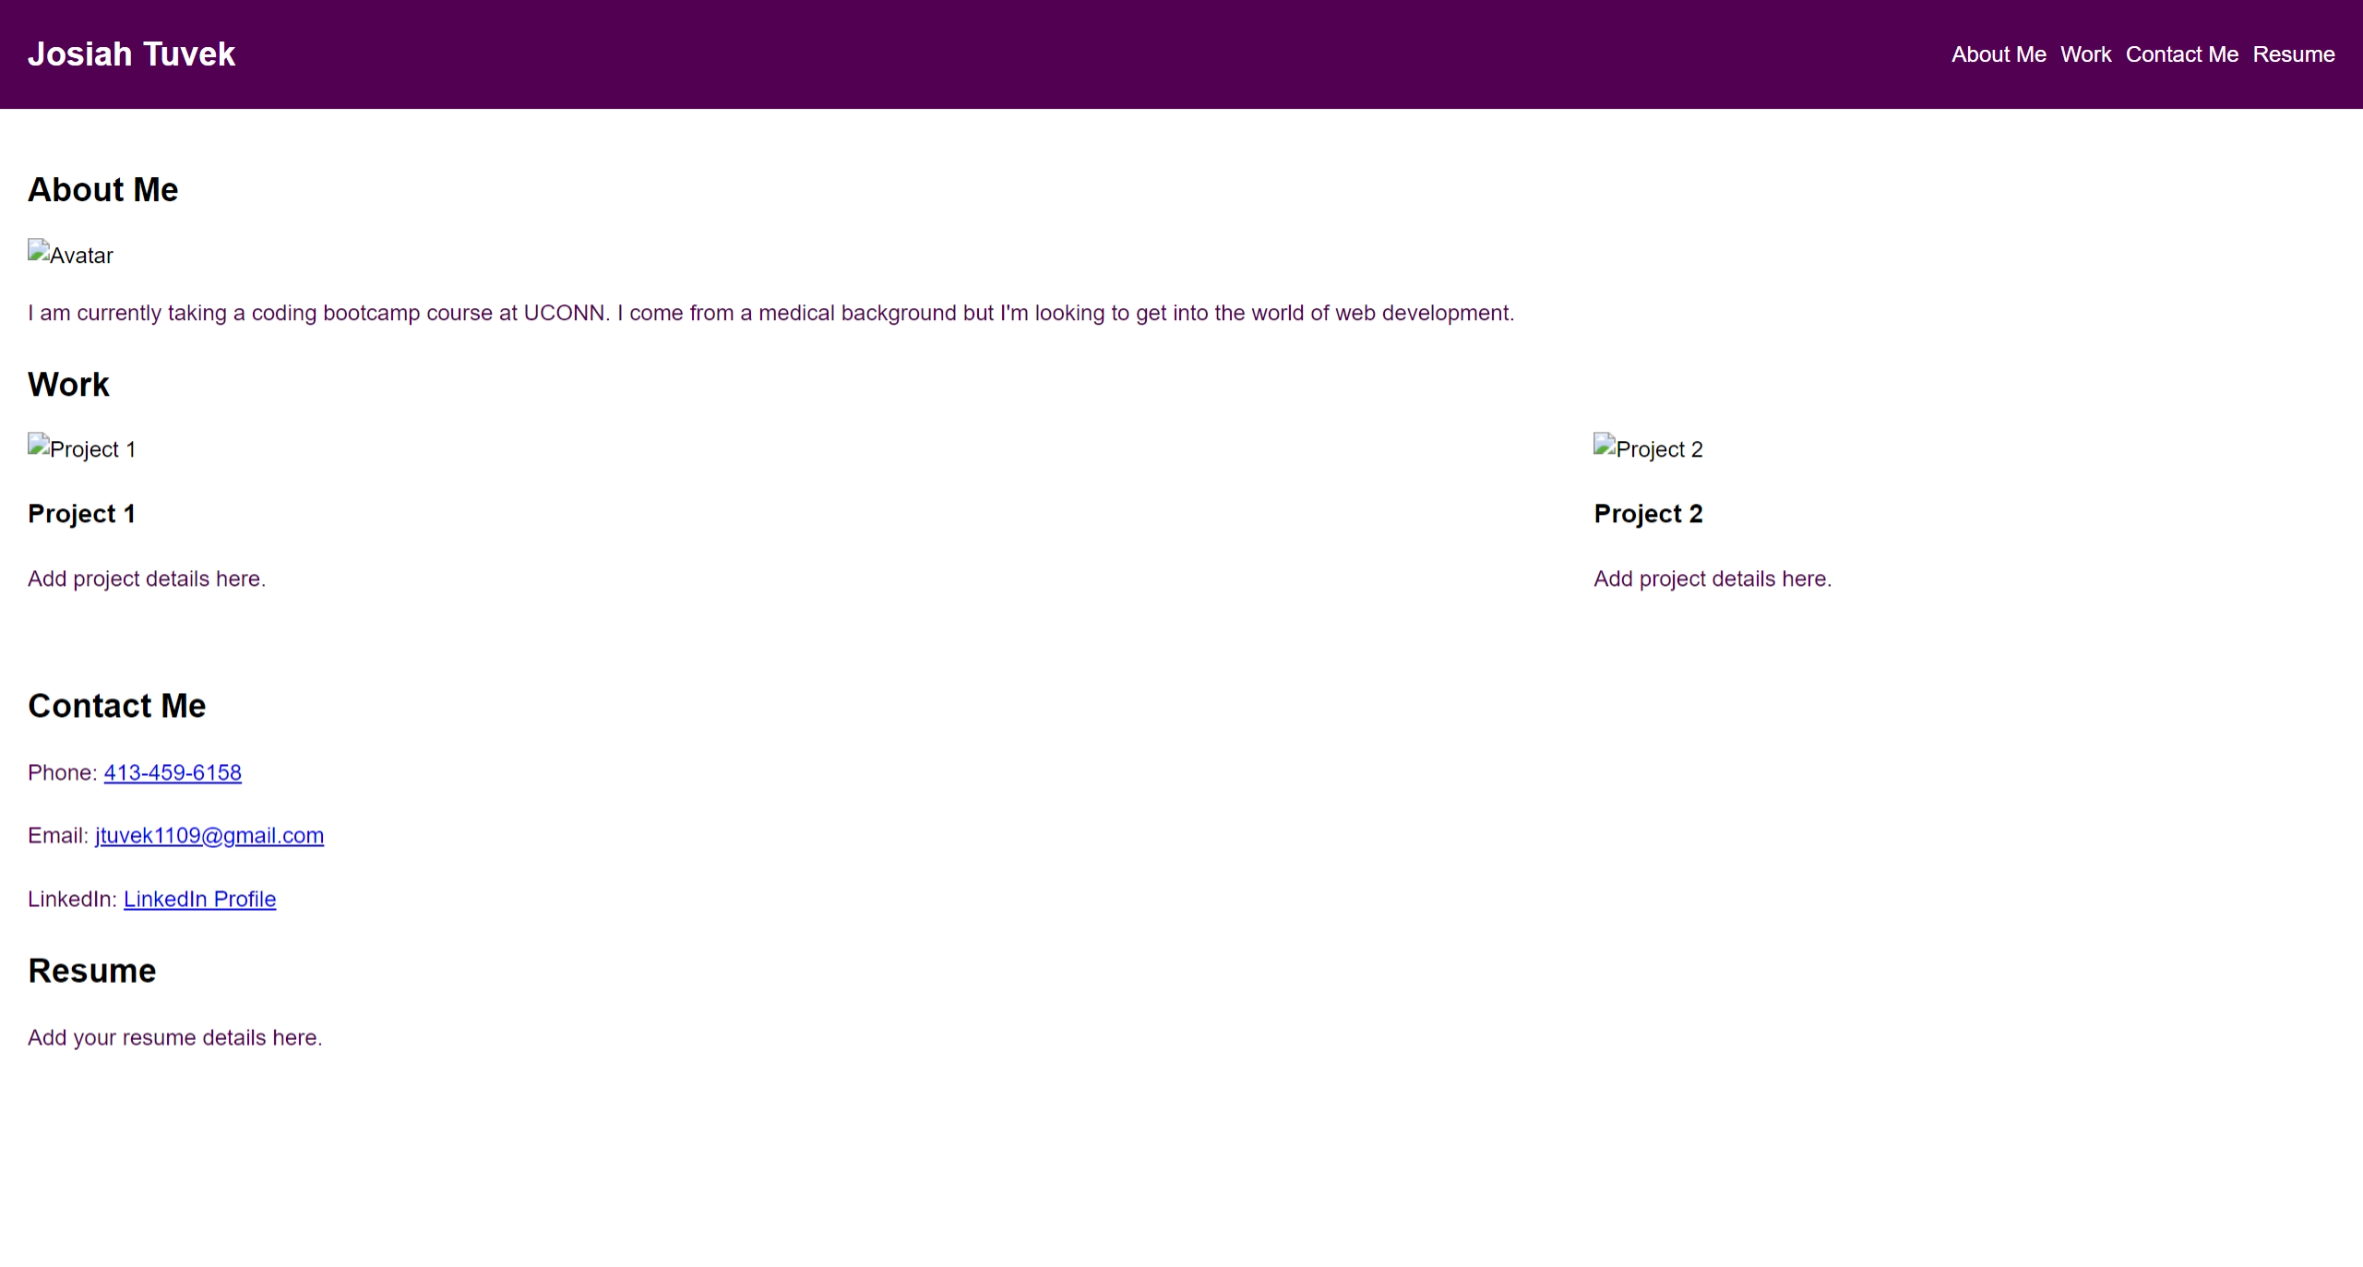 Josiah Tuvek
About Me Work Contact Me Resume
About Me
Avatar
I am currently taking a coding bootcamp course at UCONN. I come from a medical background but I'm looking to get into the world of web development.
Work
Project 1
Project 1
Add project details here.
Project 2
Project 2
Add project details here.
Contact Me
Phone: 413-459-6158
Email: jtuvek1109@gmail.com
LinkedIn: LinkedIn Profile
Resume
Add your resume details here.